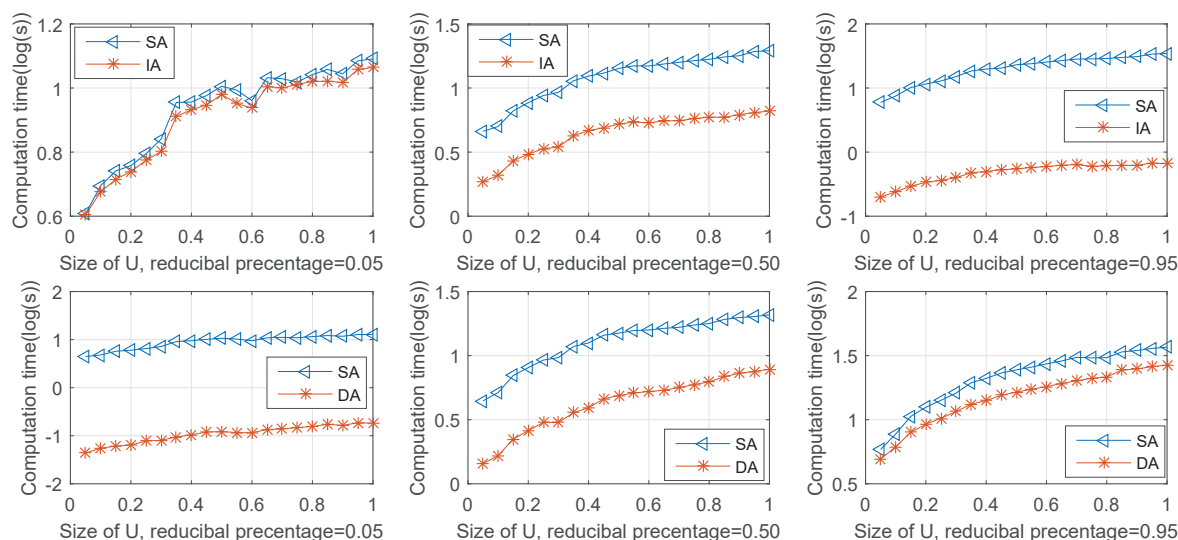 Computation time(log(s))
1.2
1
0.8
0.6
SA
IA
0 0.2 0.4 0.6 0.8 1
Size of U, reducibal precentage=0.05
Computation time(log(s))
1.5
1
0.5
0
SA
IA
0 0.2 0.4 0.6 0.8 1
Size of U, reducibal precentage=0.50
Computation time(log(s))
2
1
0
-1
SA
IA
0 0.2 0.4 0.6 0.8 1
Size of U, reducibal precentage=0.95
Computation time(log(s))
2
1
0
-1
-2
SA
DA
0 0.2 0.4 0.6 0.8 1
Size of U, reducibal precentage=0.05
Computation time(log(s))
1.5
1
0.5
0
SA
DA
0 0.2 0.4 0.6 0.8 1
Size of U, reducibal precentage=0.50
Computation time(log(s))
2
1.5
1
0.5
SA
DA
0 0.2 0.4 0.6 0.8 1
Size of U, reducibal precentage=0.95